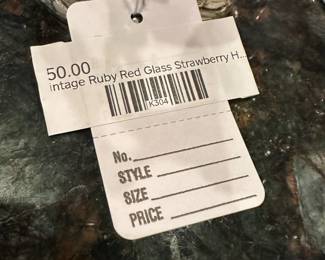 50.00
intage Ruby Red Glass Strawberry H...
K304
No.
STYLE
SIZE
PRICE